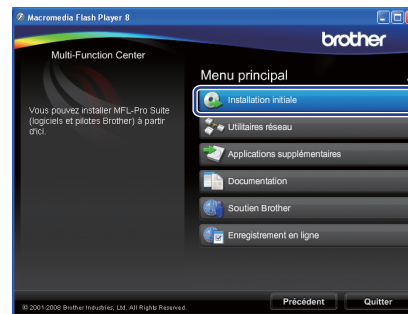 Macromedia Flash Player 8
brother
Multi-Function Center
Menu principal
Installation initiale
Vous pouvez installer MFL-Pro Suite
(logiciels et pilotes Brother) à partir
d'ici.
Utilitaires réseau
Applications supplémentaires
Documentation
Soutien Brother
Enregistrement en ligne
© 2001-2008 Brother Industries, Ltd. All Rights Reserved.
Précédent
Quitter